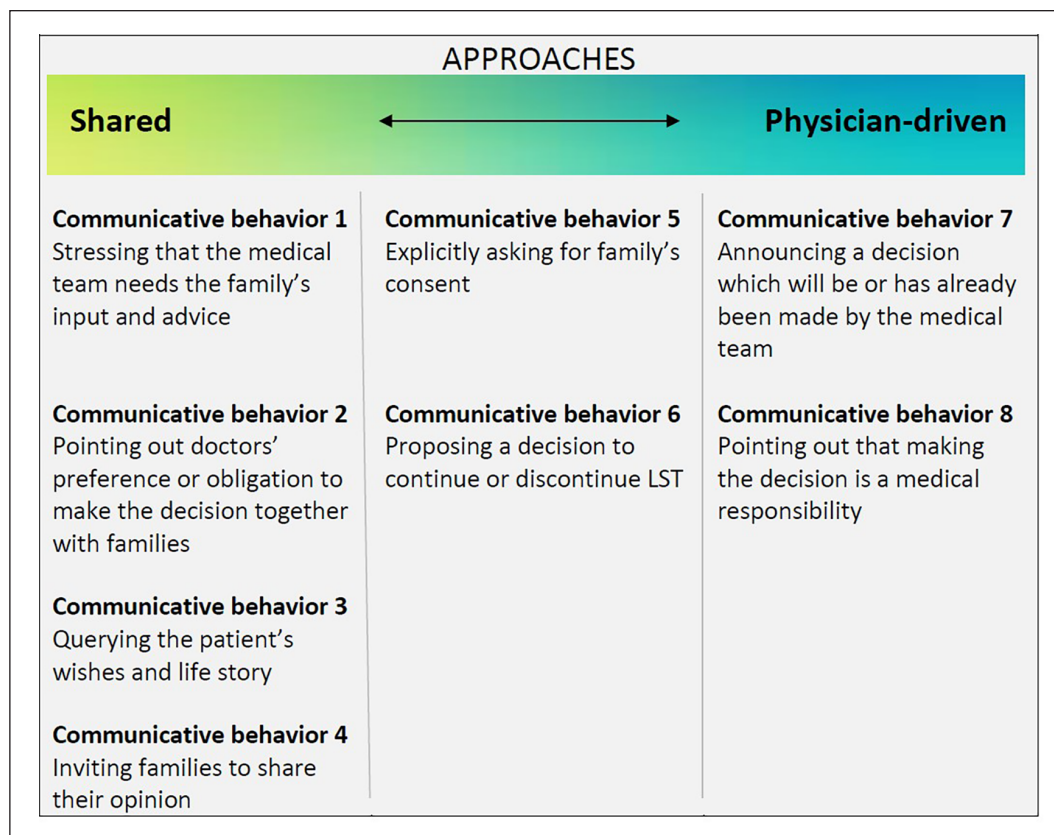 APPROACHES
Shared
Physician-driven
Communicative behavior 1
Stressing that the medical
team needs the family’s
input and advice
Communicative behavior 2
Pointing out doctors’
preference or obligation to
make the decision together
with families
Communicative behavior 3
Querying the patient’s
wishes and life story
Communicative behavior 4
Inviting families to share
their opinion
Communicative behavior 5
Explicitly asking for family’s
consent
Communicative behavior 6
Proposing a decision to
continue or discontinue LST
Communicative behavior 7
Announcing a decision
which will be or has already
been made by the medical
team
Communicative behavior 8
Pointing out that making
the decision is a medical
responsibility